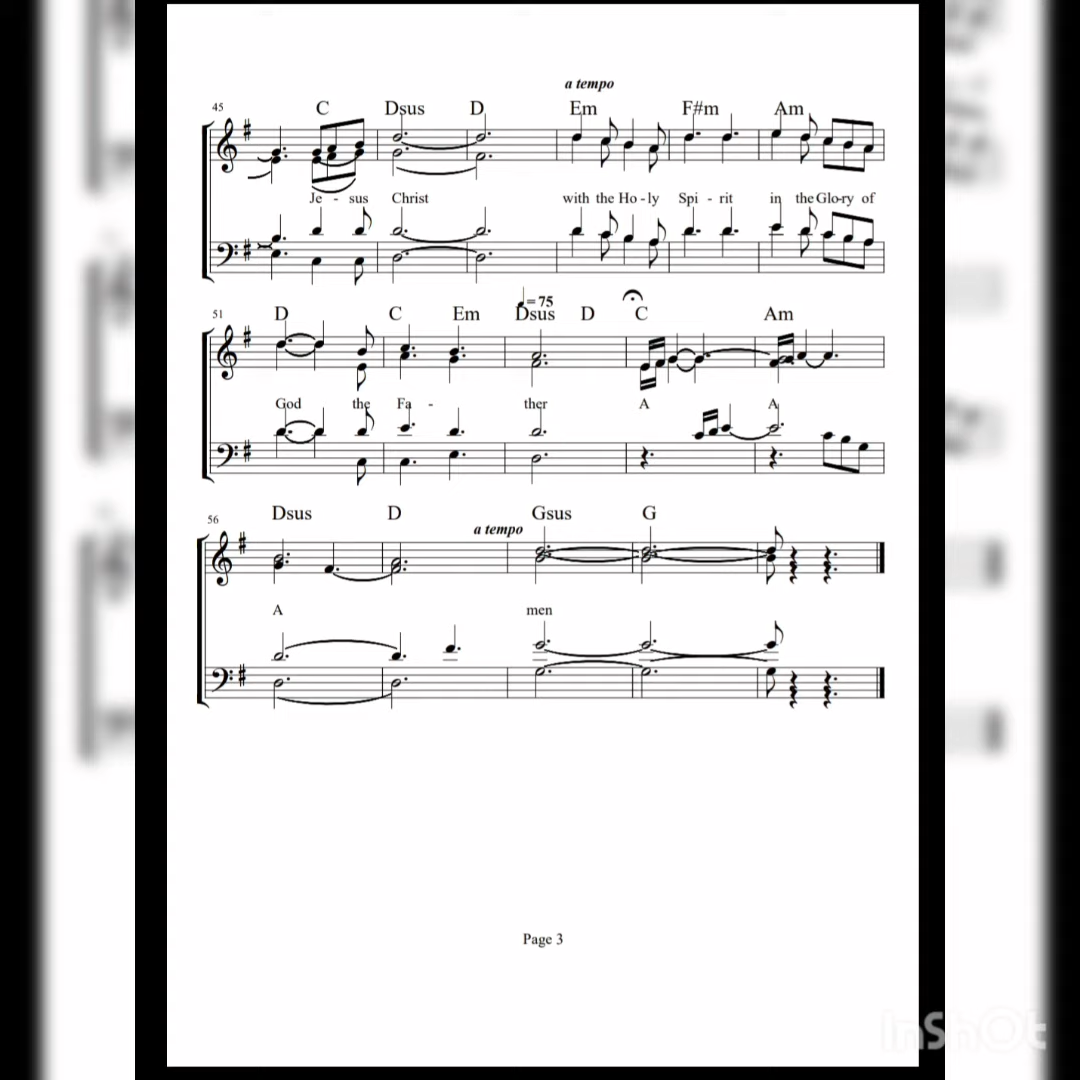 a tempo
45 C Dsus D Em F#m Am
Je - sus Christ with the Ho - ly Spi - rit in the Glo-ry of
♩= 75
51 D C Em Dsus D C Am
God the Fa - ther A A
56 Dsus D a tempo Gsus G
A men
Page 3
InShOt